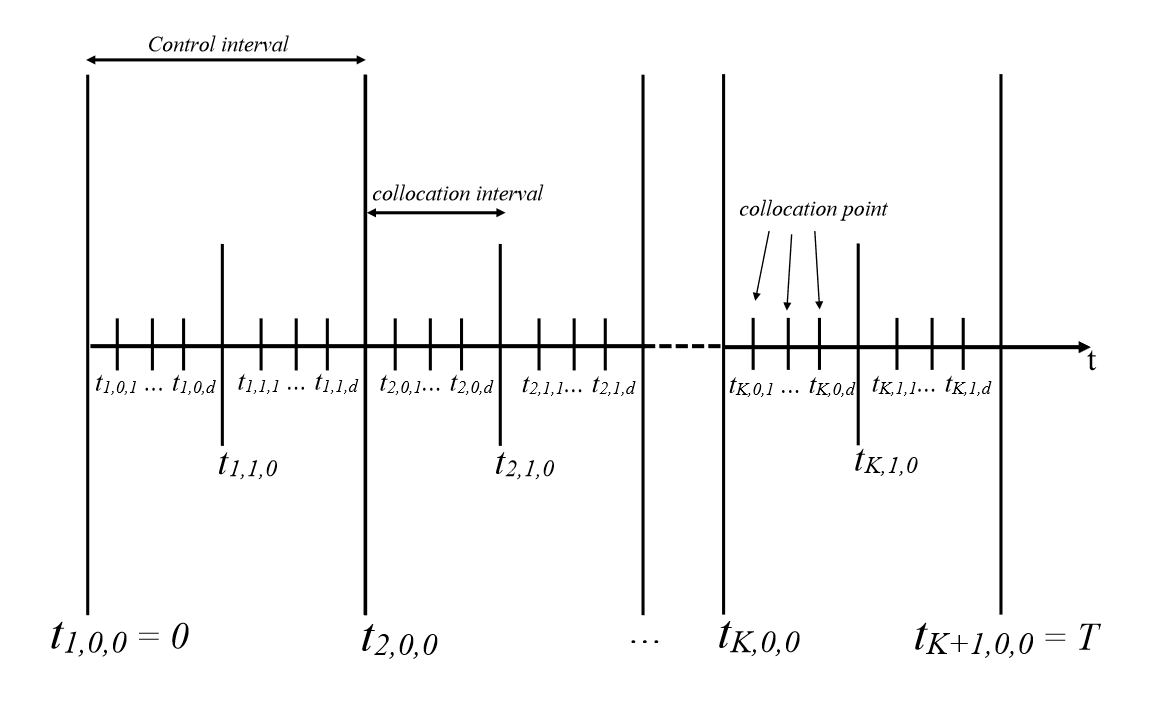 Control interval
collocation interval
collocation point
t1,0,1 ... t1,0,d t1,1,1 ... t1,1,d t2,0,1... t2,0,d t2,1,1... t2,1,d tK,0,1 ... tK,0,d tK,1,1... tK,1,d t
t1,1,0 t2,1,0 tK,1,0
t1,0,0 = 0 t2,0,0 ... tK,0,0 tK+1,0,0 = T